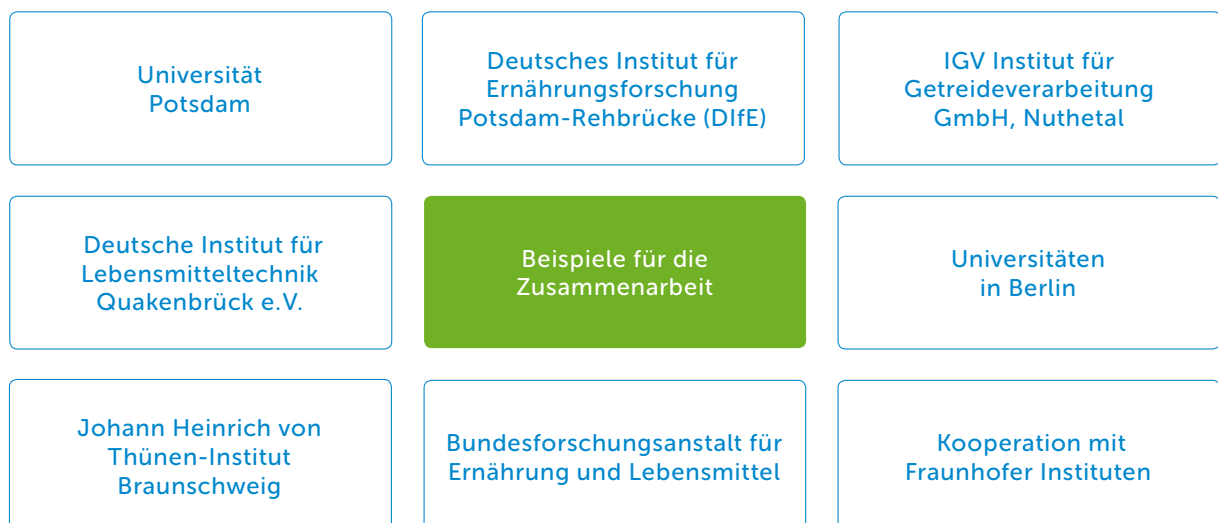 Universität
Potsdam
Deutsches Institut für
Ernährungsforschung
Potsdam-Rehbrücke (DIfE)
IGV Institut für
Getreideverarbeitung
GmbH, Nuthetal
Deutsche Institut für
Lebensmitteltechnik
Quakenbrück e.V.
Beispiele für die
Zusammenarbeit
Universitäten
in Berlin
Johann Heinrich von
Thünen-Institut
Braunschweig
Bundesforschungsanstalt für
Ernährung und Lebensmittel
Kooperation mit
Fraunhofer Instituten